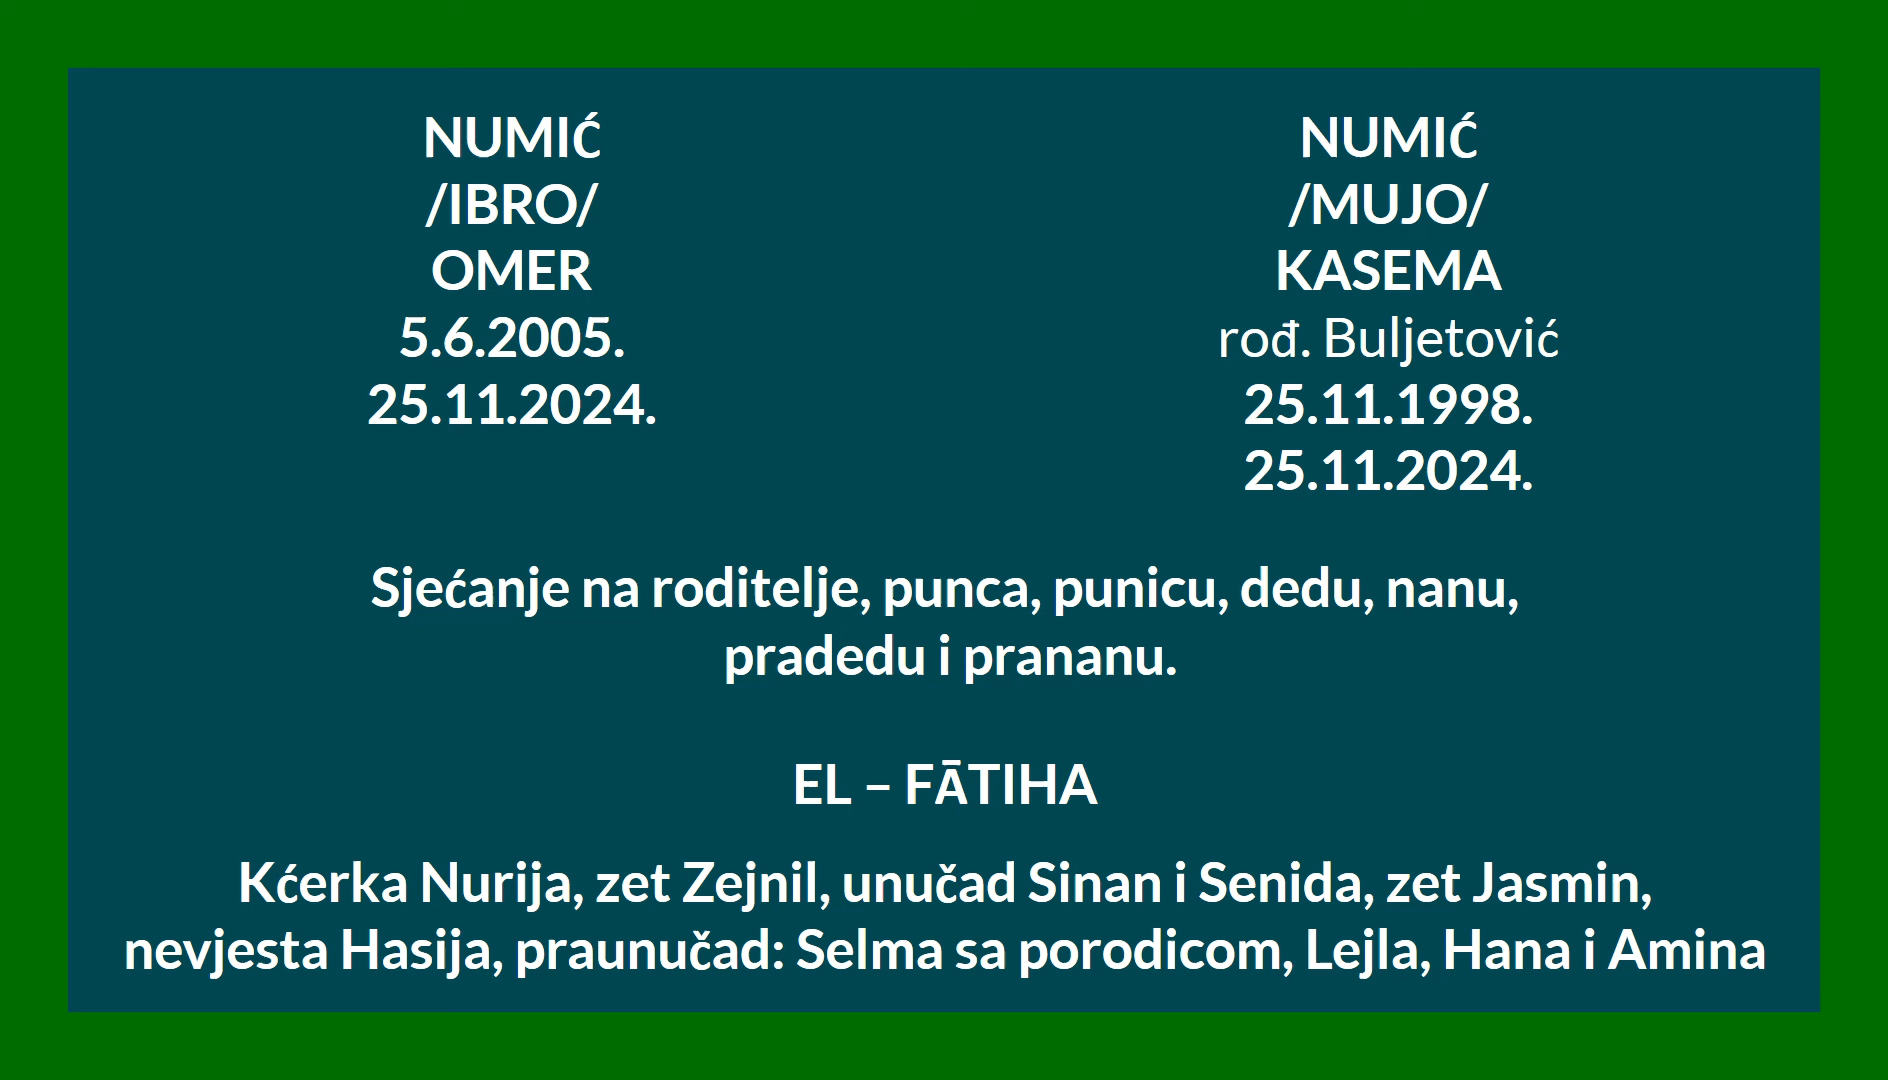 NUMIĆ
/IBRO/
OMER
5.6.2005.
25.11.2024.
NUMIĆ
/MUJO/
KASEMA
rođ. Buljetović
25.11.1998.
25.11.2024.
Sjećanje na roditelje, punca, punicu, dedu, nanu,
pradedu i prananu.
EL – FĀTIHA
Kćerka Nurija, zet Zejnil, unučad Sinan i Senida, zet Jasmin,
nevjesta Hasija, praunučad: Selma sa porodicom, Lejla, Hana i Amina